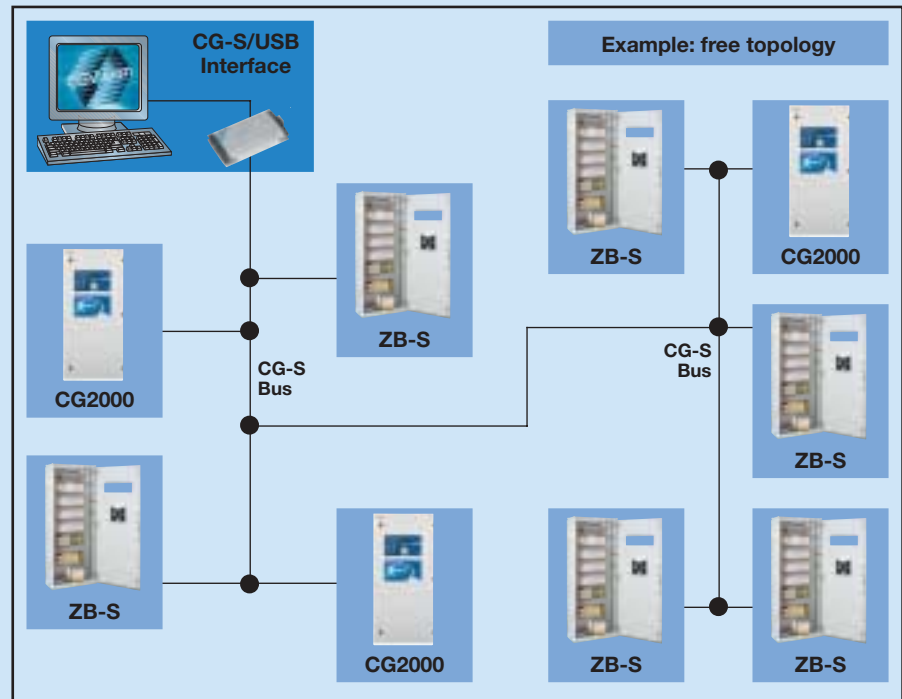 CG-S/USB
Interface
Example: free topology
ZB-S
CG2000
ZB-S
CG2000
CG-S
Bus
CG-S
Bus
ZB-S
ZB-S
CG2000
ZB-S
ZB-S